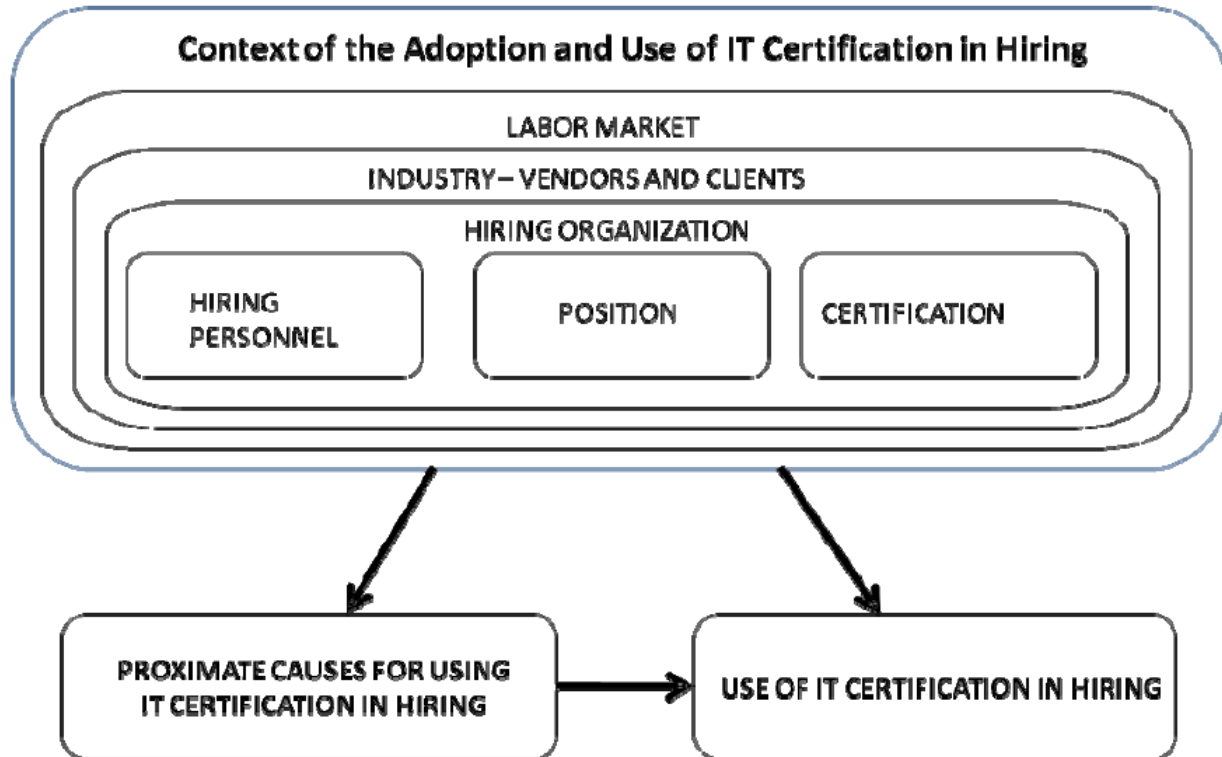 Context of the Adoption and Use of IT Certification in Hiring
LABOR MARKET
INDUSTRY – VENDORS AND CLIENTS
HIRING ORGANIZATION
HIRING
PERSONNEL
POSITION
CERTIFICATION
PROXIMATE CAUSES FOR USING
IT CERTIFICATION IN HIRING
USE OF IT CERTIFICATION IN HIRING